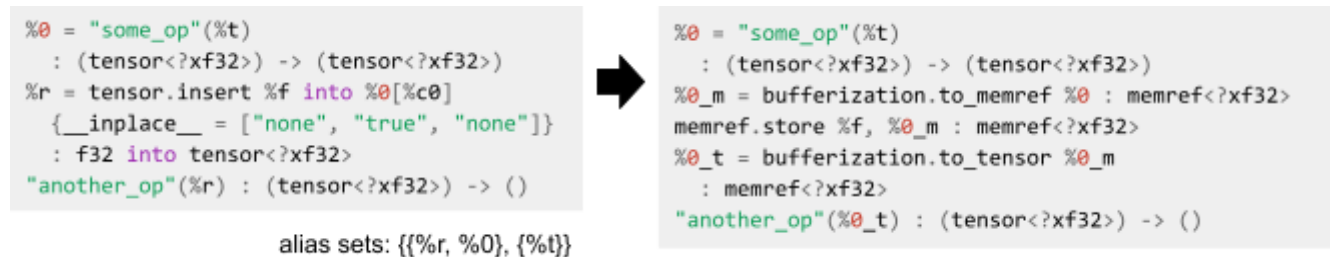 %0 = "some_op"(%t)
  : (tensor<?xf32>) -> (tensor<?xf32>)
%r = tensor.insert %f into %0[%c0]
  {__inplace__ = ["none", "true", "none"]}
  : f32 into tensor<?xf32>
"another_op"(%r) : (tensor<?xf32>) -> ()
alias sets: {{%r, %0}, {%t}}
%0 = "some_op"(%t)
  : (tensor<?xf32>) -> (tensor<?xf32>)
%0_m = bufferization.to_memref %0 : memref<?xf32>
memref.store %f, %0_m : memref<?xf32>
%0_t = bufferization.to_tensor %0_m
  : memref<?xf32>
"another_op"(%0_t) : (tensor<?xf32>) -> ()